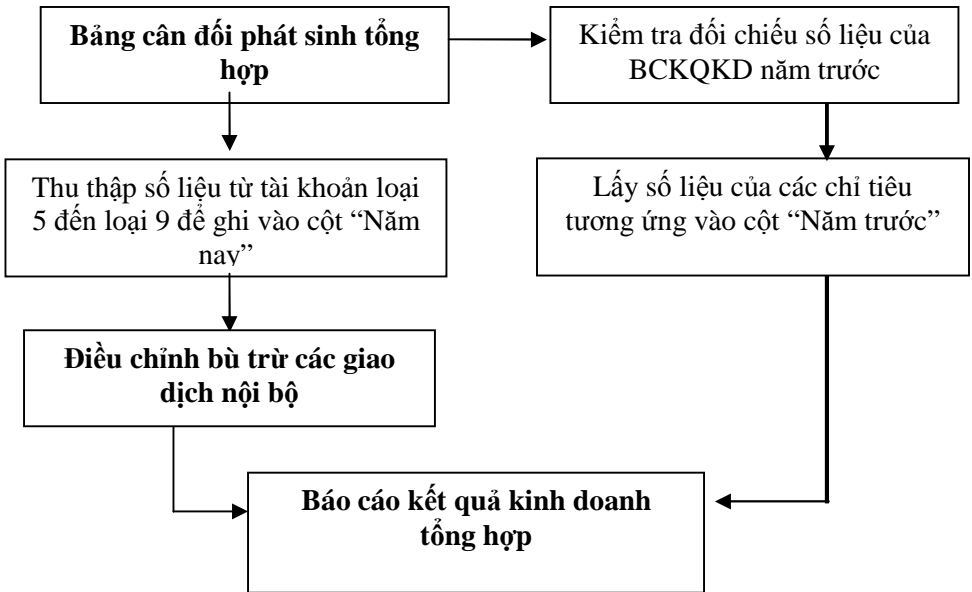 Bảng cân đối phát sinh tổng
hợp
Kiểm tra đối chiếu số liệu của
BCKQKD năm trước
Thu thập số liệu từ tài khoản loại
5 đến loại 9 để ghi vào cột “Năm
nay”
Lấy số liệu của các chỉ tiêu
tương ứng vào cột “Năm trước”
Điều chỉnh bù trừ các giao
dịch nội bộ
Báo cáo kết quả kinh doanh
tổng hợp